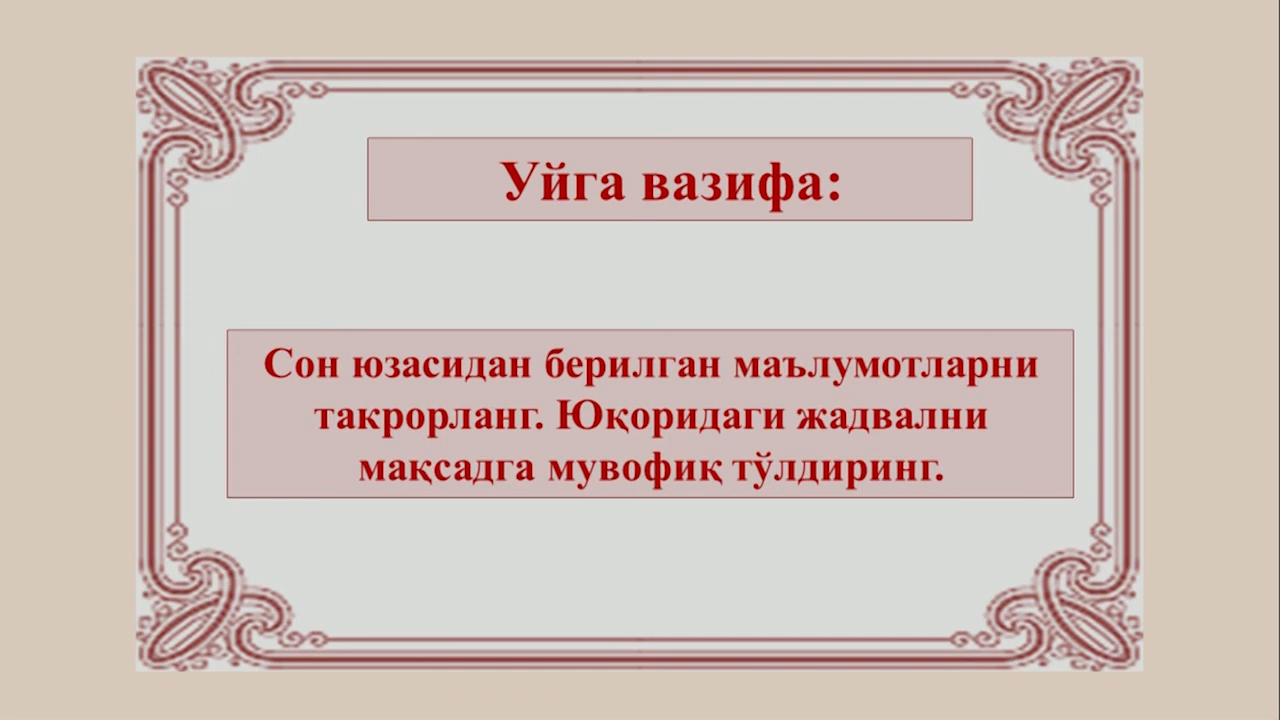 Уйга вазифа:
Сон юзасидан берилган маълумотларни
такрорланг. Юқоридаги жадвални
мақсадга мувофиқ тўлдиринг.